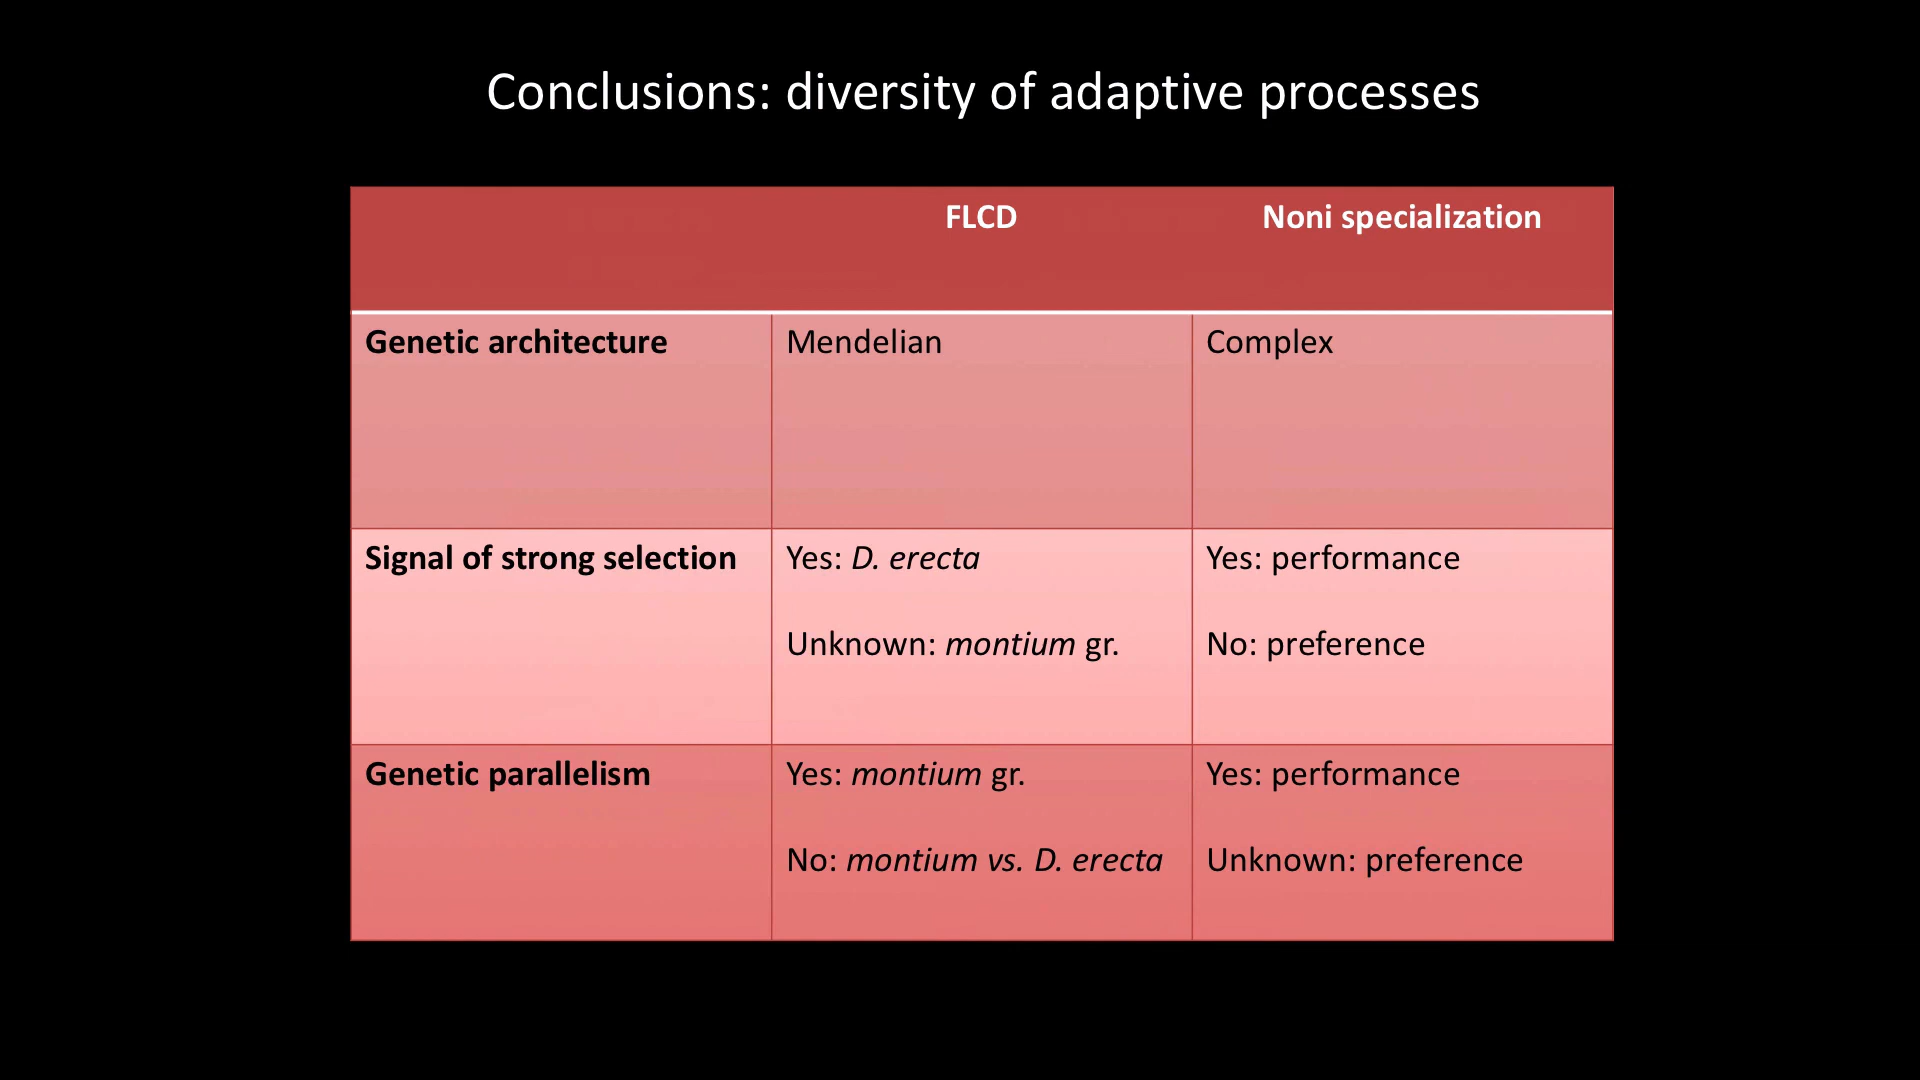 Conclusions: diversity of adaptive processes
FLCD
Noni specialization
Genetic architecture
Mendelian
Complex
Signal of strong selection
Yes: D. erecta
Unknown: montium gr.
Yes: performance
No: preference
Genetic parallelism
Yes: montium gr.
No: montium vs. D. erecta
Yes: performance
Unknown: preference